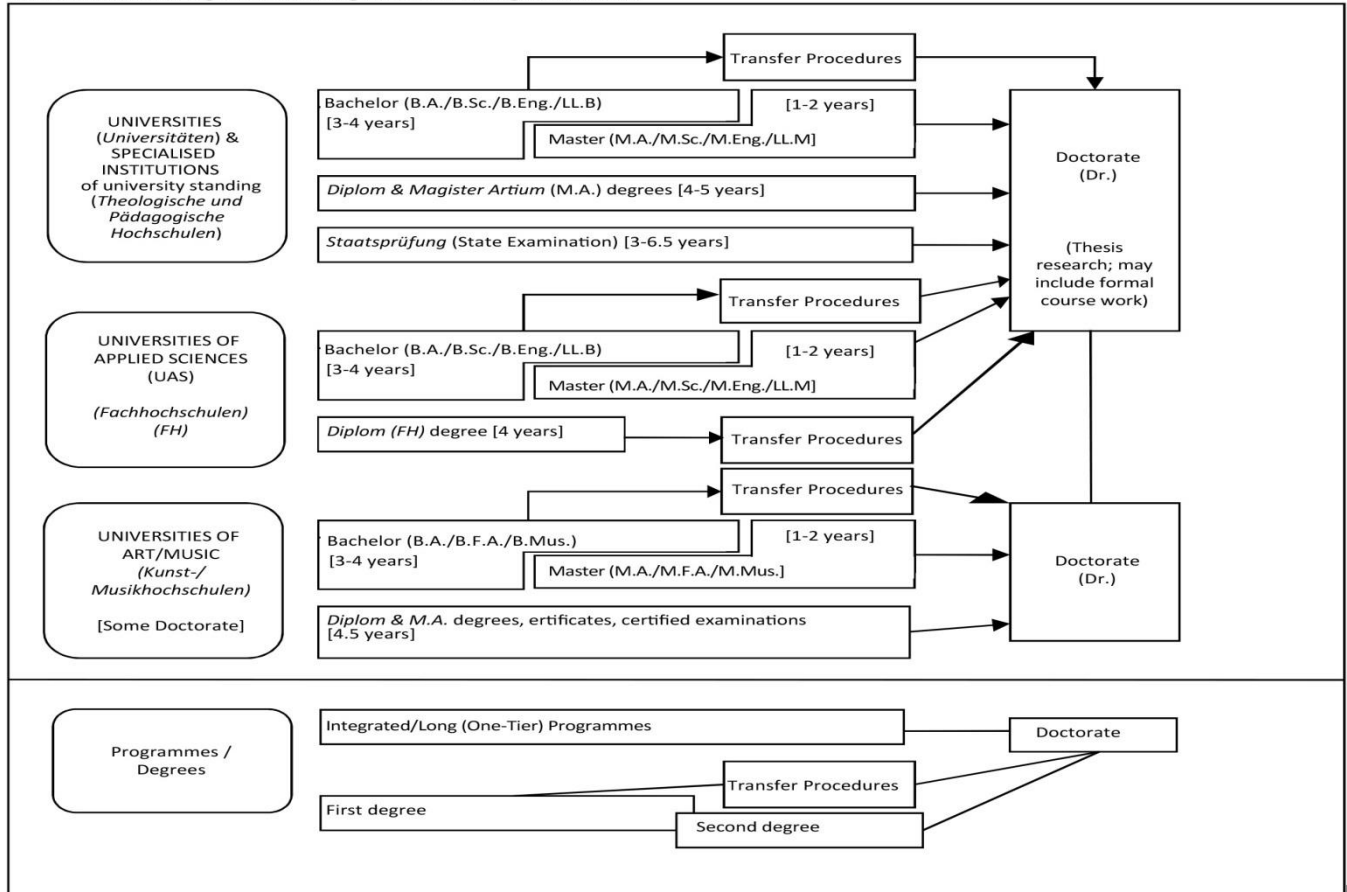 Transfer Procedures
UNIVERSITIES
(Universitäten) &
SPECIALISED
INSTITUTIONS
of university standing
(Theologische und
Pädagogische
Hochschulen)
Bachelor (B.A./B.Sc./B.Eng./LL.B)
[3-4 years]
[1-2 years]
Master (M.A./M.Sc./M.Eng./LL.M]
Diplom & Magister Artium (M.A.) degrees [4-5 years]
Staatsprüfung (State Examination) [3-6.5 years]
Doctorate
(Dr.)
(Thesis
research; may
include formal
course work)
Transfer Procedures
UNIVERSITIES OF
APPLIED SCIENCES
(UAS)
(Fachhochschulen)
(FH)
Bachelor (B.A./B.Sc./B.Eng./LL.B)
[3-4 years]
[1-2 years]
Master (M.A./M.Sc./M.Eng./LL.M]
Diplom (FH) degree [4 years]
Transfer Procedures
Transfer Procedures
UNIVERSITIES OF
ART/MUSIC
(Kunst-/
Musikhochschulen)
[Some Doctorate]
Bachelor (B.A./B.F.A./B.Mus.)
[3-4 years]
[1-2 years]
Master (M.A./M.F.A./M.Mus.]
Diplom & M.A. degrees, ertificates, certified examinations
[4.5 years]
Doctorate
(Dr.)
Programmes /
Degrees
Integrated/Long (One-Tier) Programmes
Doctorate
Transfer Procedures
First degree
Second degree